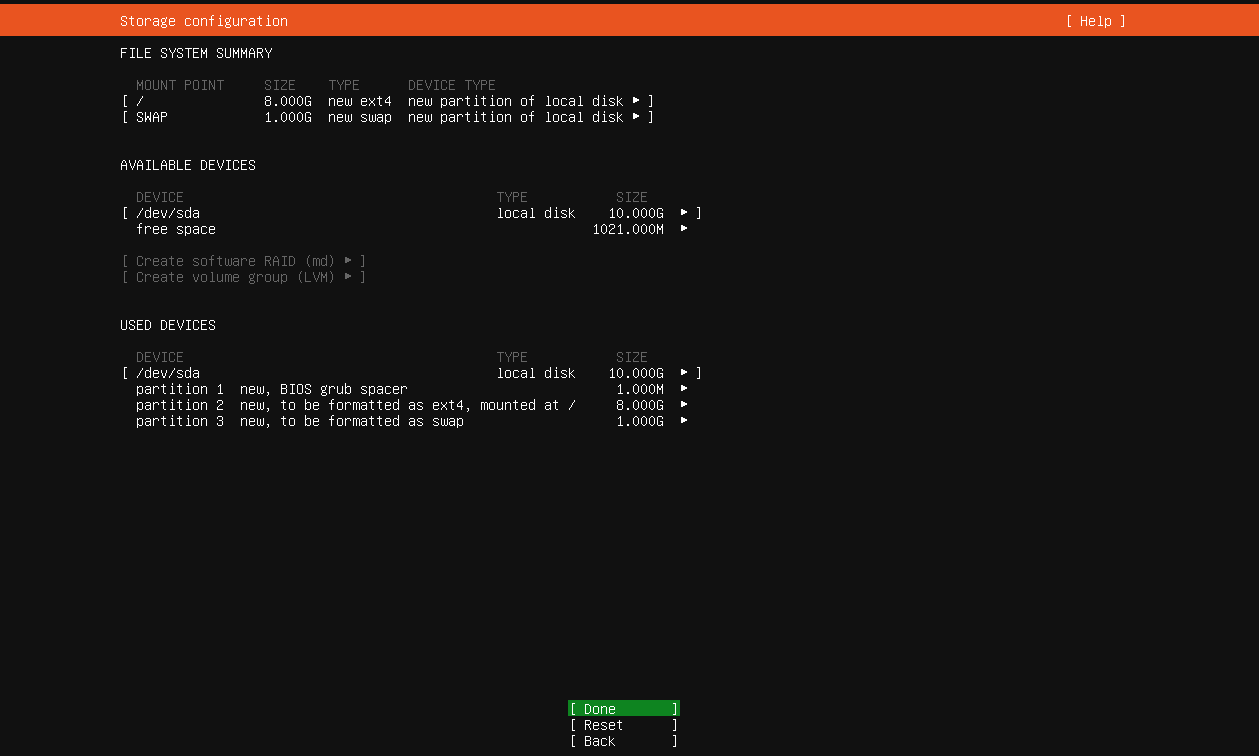 Storage configuration [ Help ]
FILE SYSTEM SUMMARY
MOUNT POINT SIZE TYPE DEVICE TYPE
[ / 8.000G new ext4 new partition of local disk ▸ ]
[ SWAP 1.000G new swap new partition of local disk ▸ ]
AVAILABLE DEVICES
DEVICE TYPE SIZE
[ /dev/sda local disk 10.000G ▸ ]
free space 1021.000M ▸
[ Create software RAID (md) ▸ ]
[ Create volume group (LVM) ▸ ]
USED DEVICES
DEVICE TYPE SIZE
[ /dev/sda local disk 10.000G ▸ ]
partition 1 new, BIOS grub spacer 1.000M ▸
partition 2 new, to be formatted as ext4, mounted at / 8.000G ▸
partition 3 new, to be formatted as swap 1.000G ▸
[ Done ]
[ Reset ]
[ Back ]